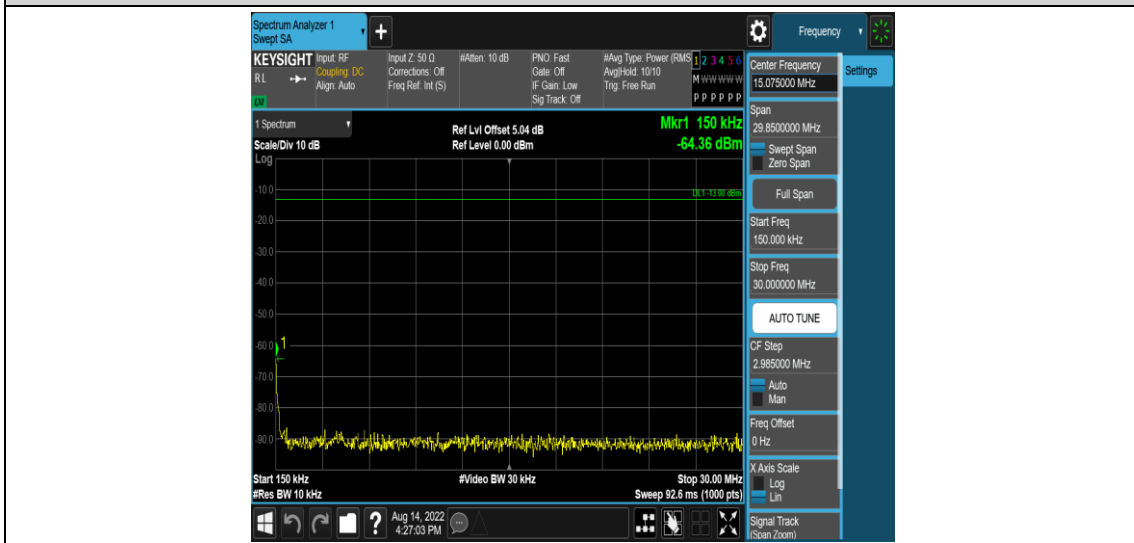 Spectrum Analyzer 1
Swept SA
+
Frequency
KEYSIGHT
RL
LXI
Input: RF
Coupling: DC
Align: Auto
Input Z: 50 Ω
Corrections: Off
Freq Ref: Int (S)
#Atten: 10 dB
PNO: Fast
Gate: Off
IF Gain: Low
Sig Track: Off
#Avg Type: Power (RMS
Avg|Hold: 10/10
Trig: Free Run
1 2 3 4 5 6
M W W W W W
P P P P P P
1 Spectrum
Scale/Div 10 dB
Ref Lvl Offset 5.04 dB
Ref Level 0.00 dBm
Mkr1 150 kHz
-64.36 dBm
Log
DL1 -13.00 dBm
-10.0
-20.0
-30.0
-40.0
-50.0
-60.0
1
-70.0
-80.0
-90.0
Start 150 kHz
#Video BW 30 kHz
Stop 30.00 MHz
#Res BW 10 kHz
Sweep 92.6 ms (1000 pts)
?
Aug 14, 2022
4:27:03 PM
Center Frequency
15.075000 MHz
Settings
Span
29.8500000 MHz
Swept Span
Zero Span
Full Span
Start Freq
150.000 kHz
Stop Freq
30.000000 MHz
AUTO TUNE
CF Step
2.985000 MHz
Auto
Man
Freq Offset
0 Hz
X Axis Scale
Log
Lin
Signal Track
(Span Zoom)